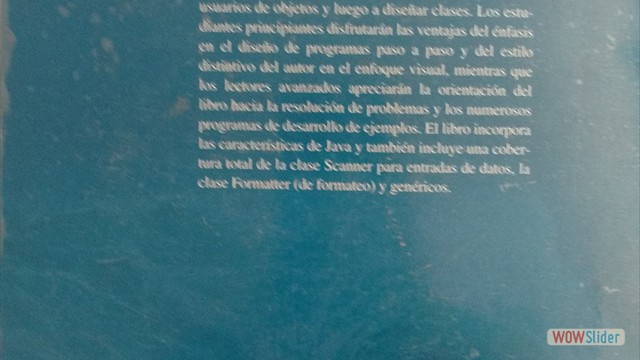 usuarios de objetos y luego a diseñar clases. Los estu-
diantes principiantes disfrutarán las ventajas del énfasis
en el diseño de programas paso a paso y del estilo
distintivo del autor en el enfoque visual, mientras que
los lectores avanzados apreciarán la orientación del
libro hacia la resolución de problemas y los numerosos
programas de desarrollo de ejemplos. El libro incorpora
las características de Java y también incluye una cober-
tura total de la clase Scanner para entradas de datos, la
clase Formatter (de formateo) y genéricos.
WOWSlider